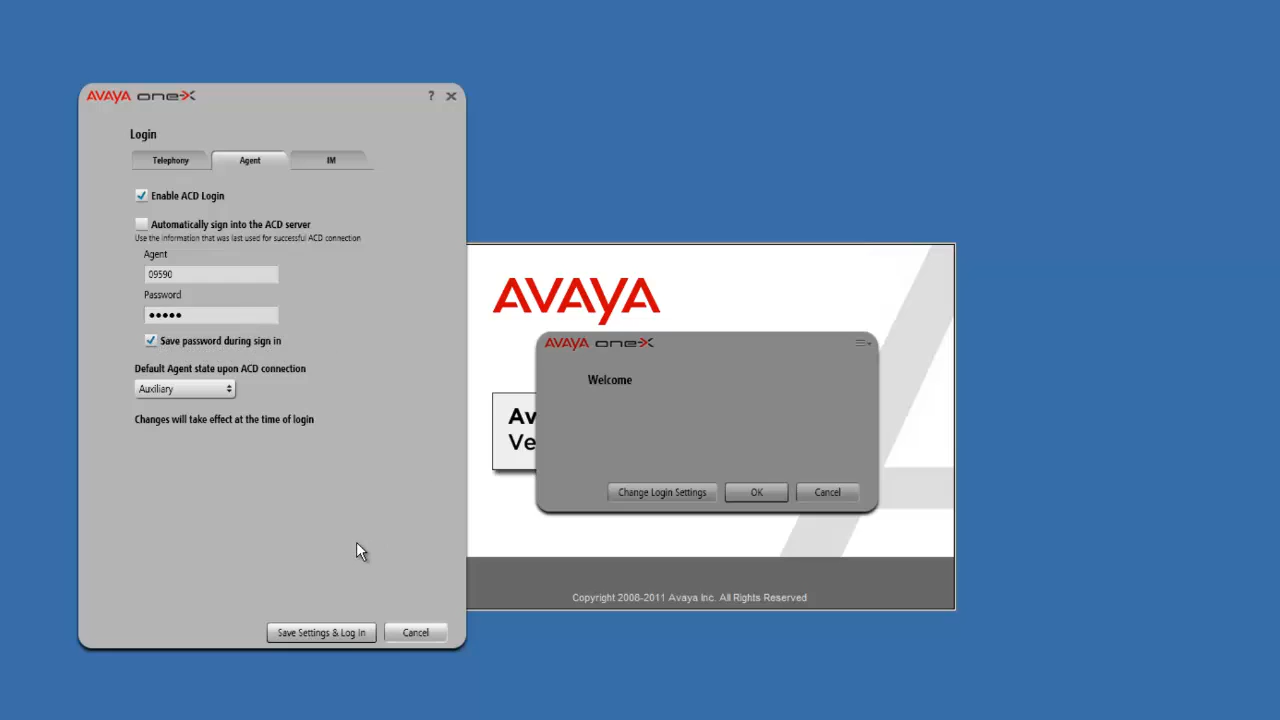 AVAYA one-X
?
Login
Telephony
Agent
IM
Enable ACD Login
Automatically sign into the ACD server
Use the information that was last used for successful ACD connection
Agent
09590
Password
•••••
Save password during sign in
Default Agent state upon ACD connection
Auxiliary
Changes will take effect at the time of login
Save Settings & Log In
Cancel
AVAYA
AVAYA one-X
Welcome
Av
Ve
Change Login Settings
OK
Cancel
Copyright 2008-2011 Avaya Inc. All Rights Reserved